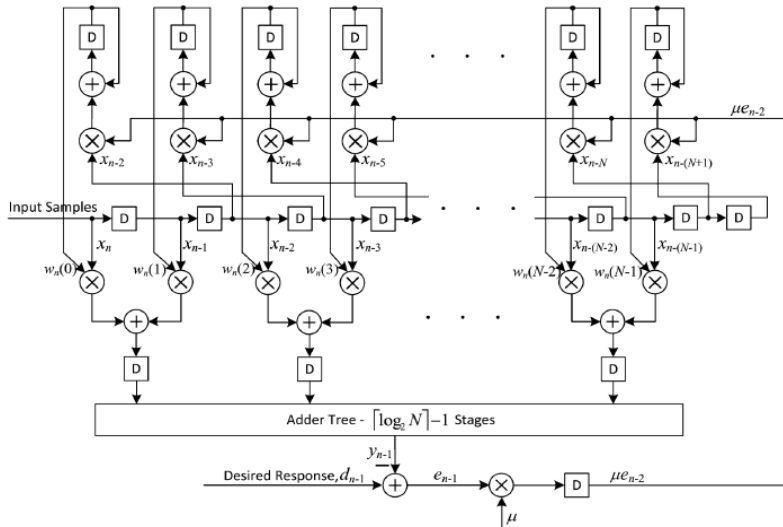 D D D D D D
+ + + + . . . + +
μe_{n-2}
× × × × × ×
x_{n-2} x_{n-3} x_{n-4} x_{n-5} x_{n-N} x_{n-(N+1)}
Input Samples
D D D D . . . D D D
x_n x_{n-1} x_{n-2} x_{n-3} x_{n-(N-2)} x_{n-(N-1)}
w_n(0) w_n(1) w_n(2) w_n(3) w_n(N-2) w_n(N-1)
× × × × × ×
+ + . . . +
D D D
Adder Tree - ⌈log₂ N⌉−1 Stages
y_{n-1}
−
Desired Response, d_{n-1} + e_{n-1} × D μe_{n-2}
μ